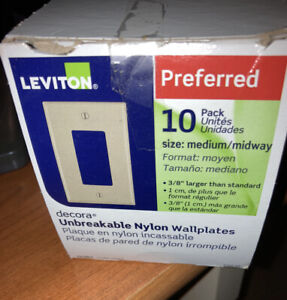 LEVITON®
Preferred
10 Pack
Unités
Unidades
size: medium/midway
Format: moyen
Tamaño: mediano
• 3/8" larger than standard
• 1 cm, de plus que le
format régulier
• 3/8" (1 cm.) más grande
que la estándar
decora®
Unbreakable Nylon Wallplates
Plaque en nylon incassable
Placas de pared de nylon irrompible